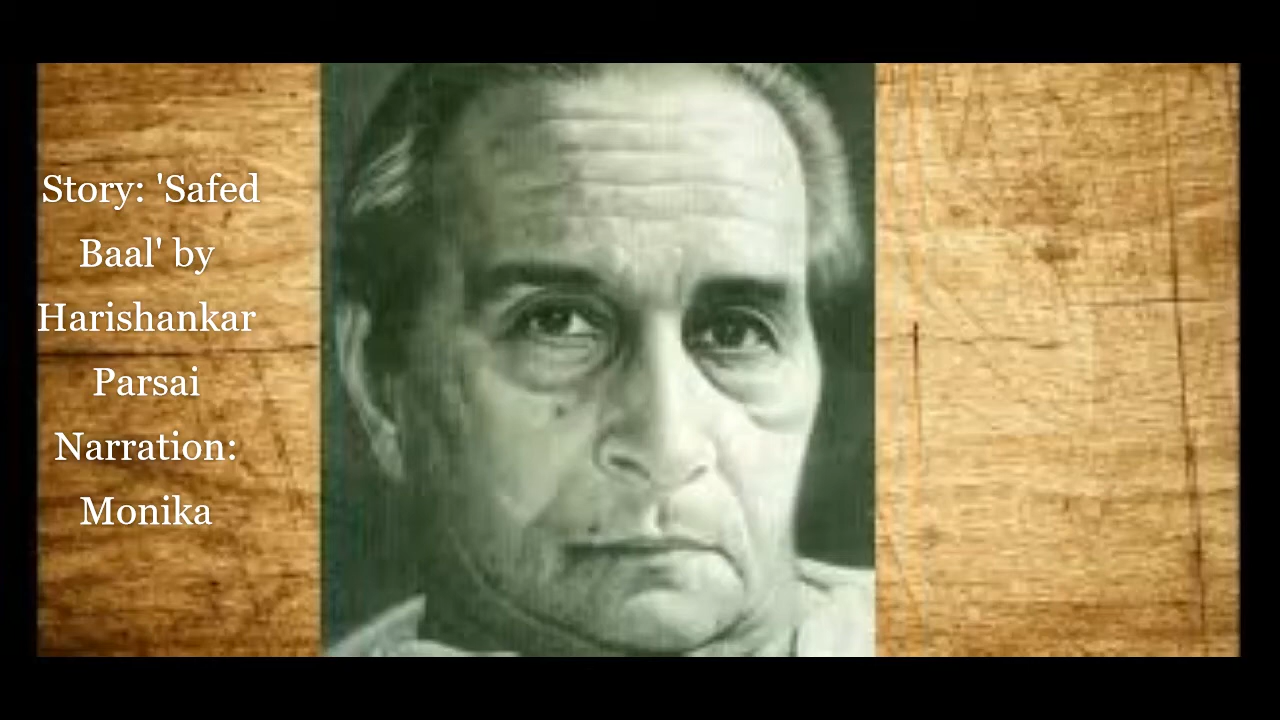 Story: 'Safed
Baal' by
Harishankar
Parsai
Narration:
Monika